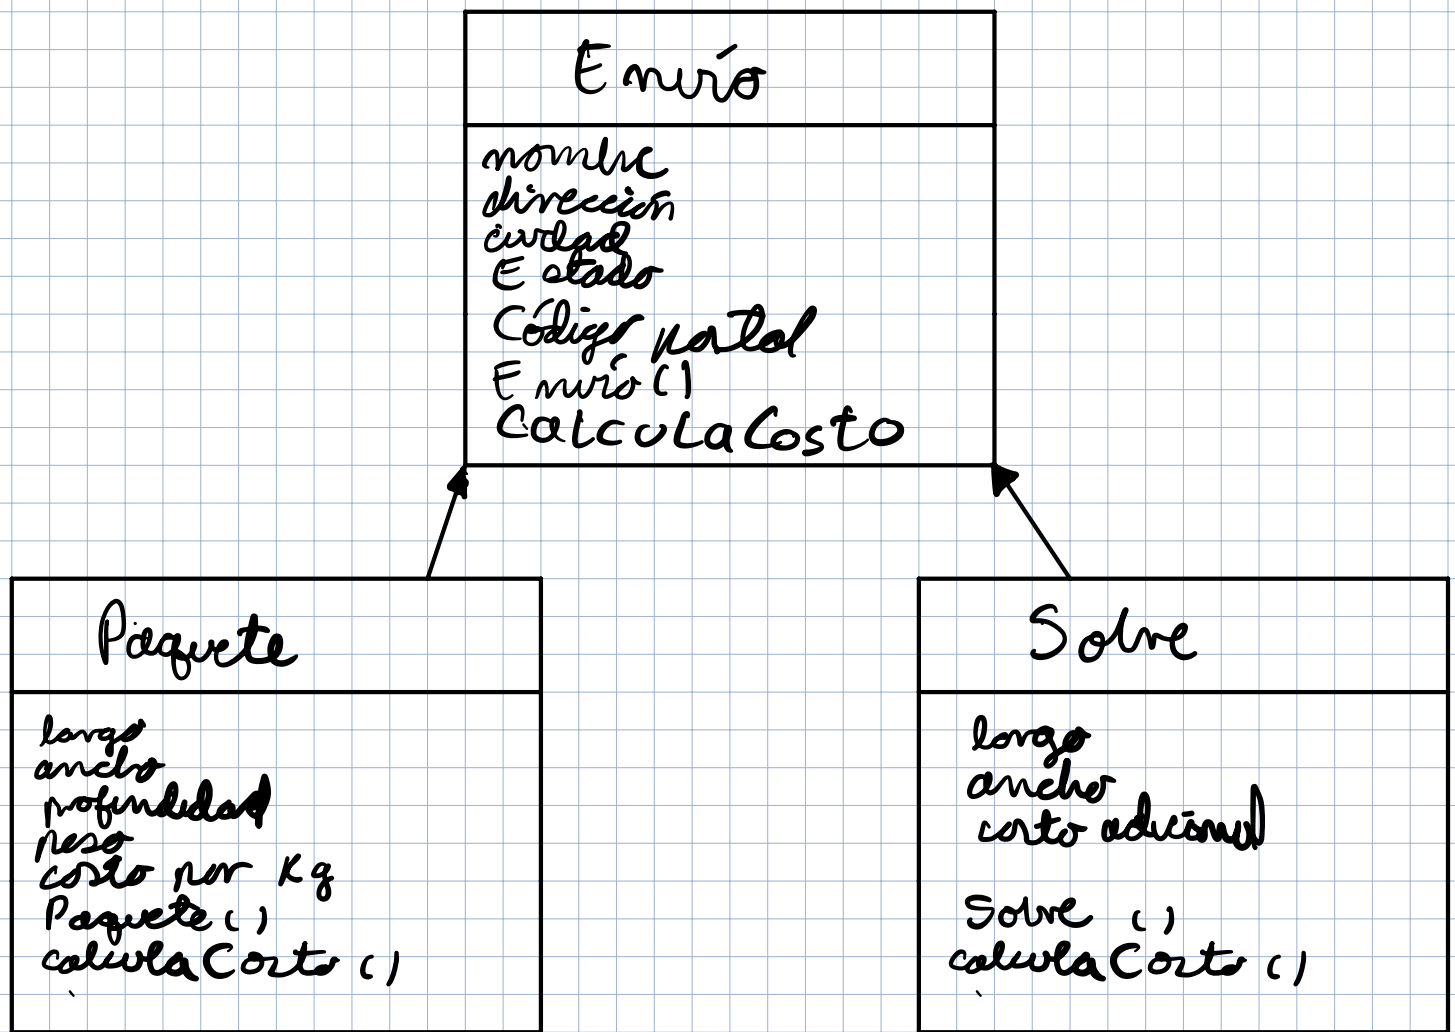 Envío
nombre
dirección
ciudad
Estado
Código postal
Envío ()
CalculaCosto
Paquete
largo
ancho
profundidad
peso
costo por Kg
Paquete ()
calculaCosto ()
Sobre
largo
ancho
costo adicional
Sobre ()
calculaCosto ()